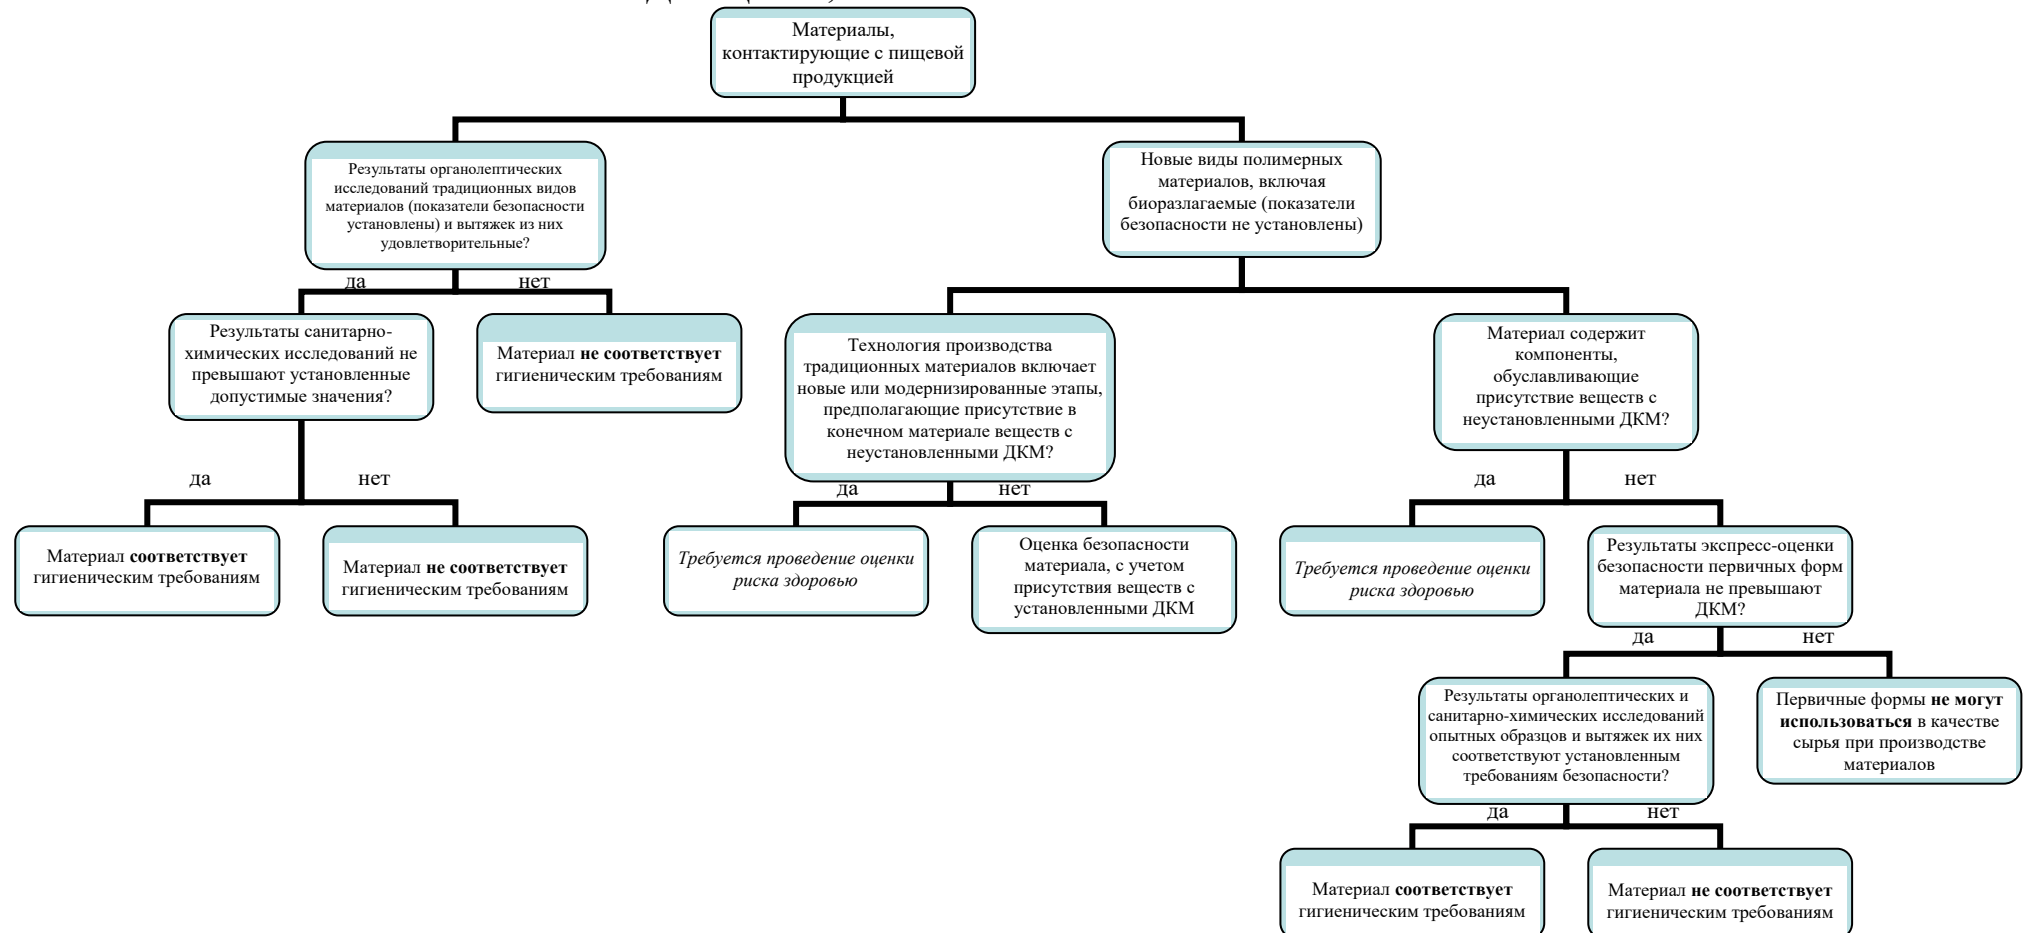 Материалы,
контактирующие с пищевой
продукцией
Результаты органолептических
исследований традиционных видов
материалов (показатели безопасности
установлены) и вытяжек из них
удовлетворительные?
Новые виды полимерных
материалов, включая
биоразлагаемые (показатели
безопасности не установлены)
да
нет
Результаты санитарно-
химических исследований не
превышают установленные
допустимые значения?
Материал не соответствует
гигиеническим требованиям
Технология производства
традиционных материалов включает
новые или модернизированные этапы,
предполагающие присутствие в
конечном материале веществ с
неустановленными ДКМ?
Материал содержит
компоненты,
обуславливающие
присутствие веществ с
неустановленными ДКМ?
да
нет
да
нет
да
нет
Материал соответствует
гигиеническим требованиям
Материал не соответствует
гигиеническим требованиям
Требуется проведение оценки
риска здоровью
Оценка безопасности
материала, с учетом
присутствия веществ с
установленными ДКМ
Требуется проведение оценки
риска здоровью
Результаты экспресс-оценки
безопасности первичных форм
материала не превышают
ДКМ?
да
нет
Результаты органолептических и
санитарно-химических исследований
опытных образцов и вытяжек их них
соответствуют установленным
требованиям безопасности?
Первичные формы не могут
использоваться в качестве
сырья при производстве
материалов
да
нет
Материал соответствует
гигиеническим требованиям
Материал не соответствует
гигиеническим требованиям